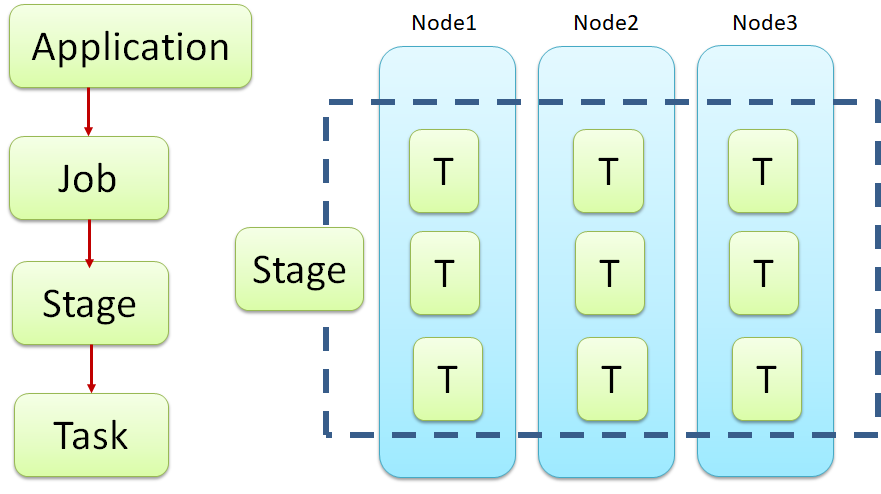 Application
Job
Stage
Task
Node1 Node2 Node3
T T T
Stage
T T T
T T T